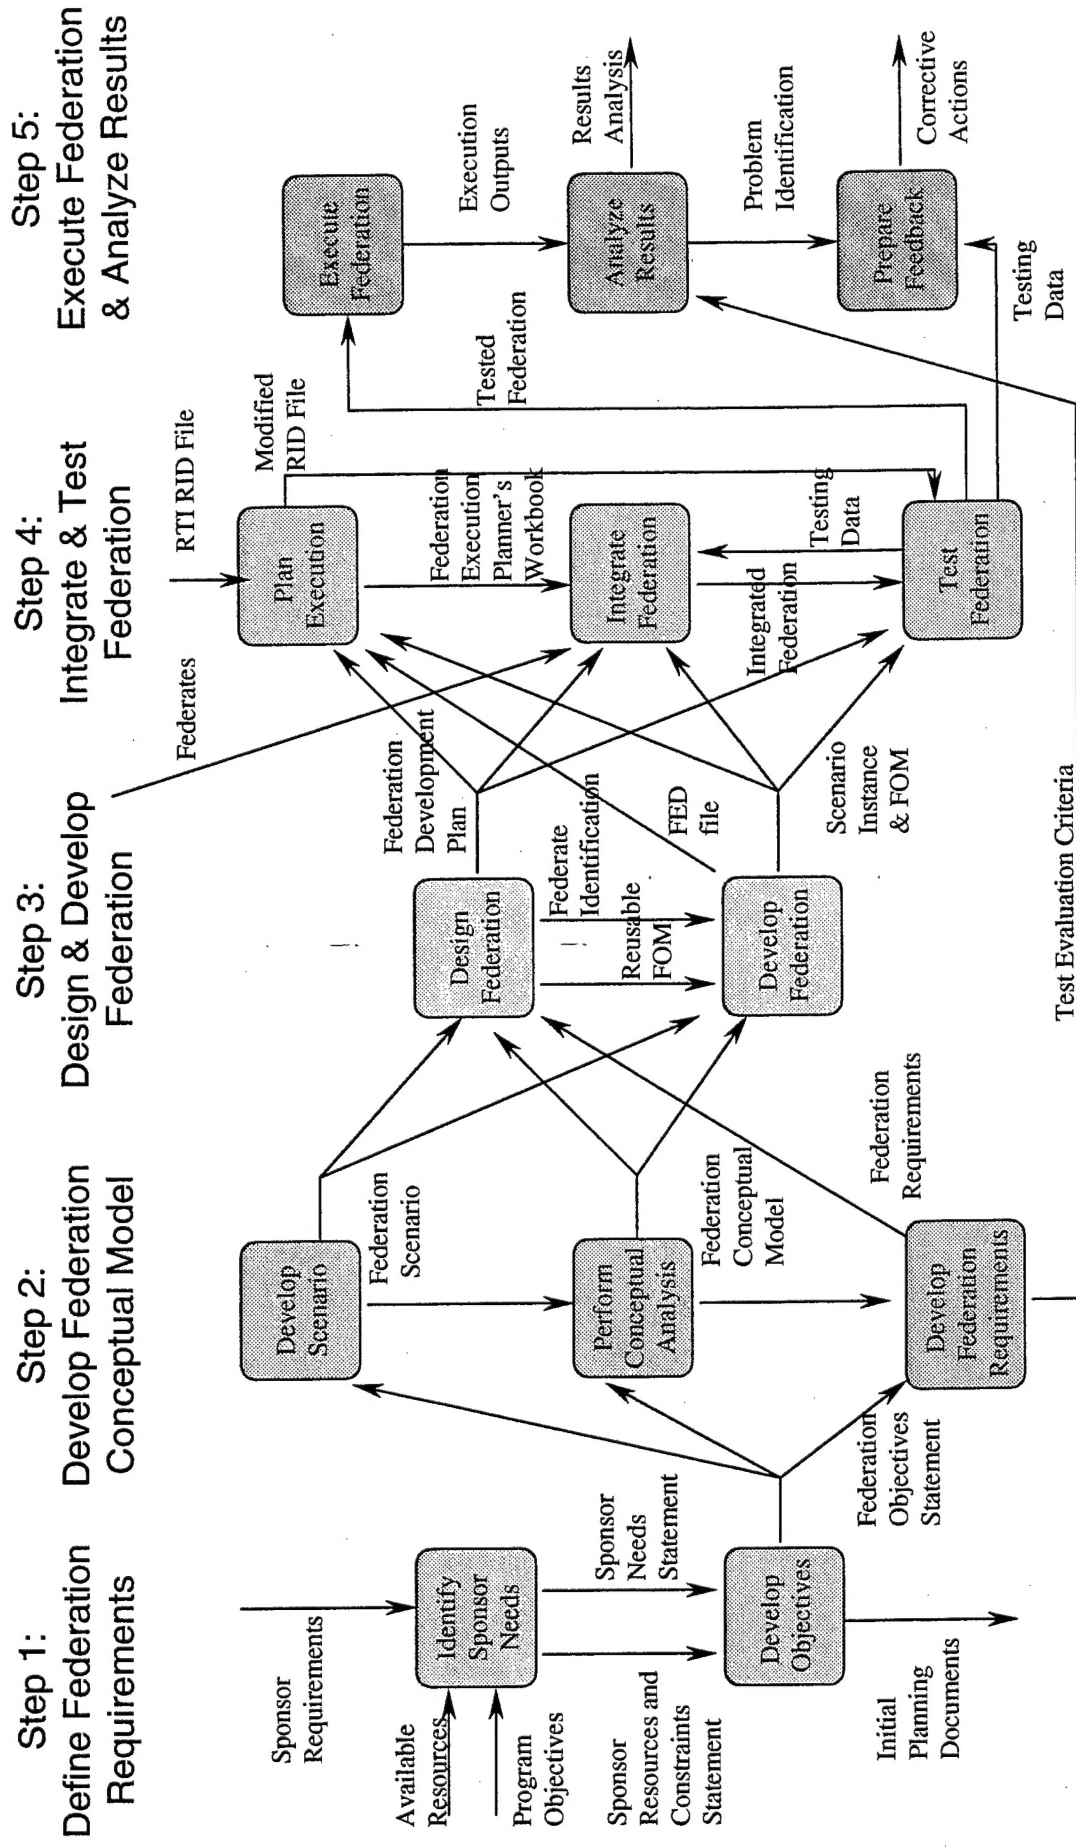 Step 1:
Define Federation
Requirements
Step 2:
Develop Federation
Conceptual Model
Step 3:
Design & Develop
Federation
Step 4:
Integrate & Test
Federation
Step 5:
Execute Federation
& Analyze Results
Sponsor
Requirements
Available
Resources
Program
Objectives
Identify
Sponsor
Needs
Sponsor
Needs
Statement
Sponsor
Resources and
Constraints
Statement
Develop
Objectives
Initial
Planning
Documents
Federation
Objectives
Statement
Develop
Scenario
Federation
Scenario
Perform
Conceptual
Analysis
Federation
Conceptual
Model
Develop
Federation
Requirements
Federation
Requirements
Test Evaluation Criteria
Design
Federation
Federate
Identification
Reusable
FOM
Develop
Federation
Federation
Development
Plan
FED
file
Scenario
Instance
& FOM
Federates
RTI RID File
Modified
RID File
Plan
Execution
Federation
Execution
Planner's
Workbook
Integrate
Federation
Integrated
Federation
Testing
Data
Test
Federation
Tested
Federation
Testing
Data
Execute
Federation
Execution
Outputs
Analyze
Results
Results
Analysis
Problem
Identification
Prepare
Feedback
Corrective
Actions